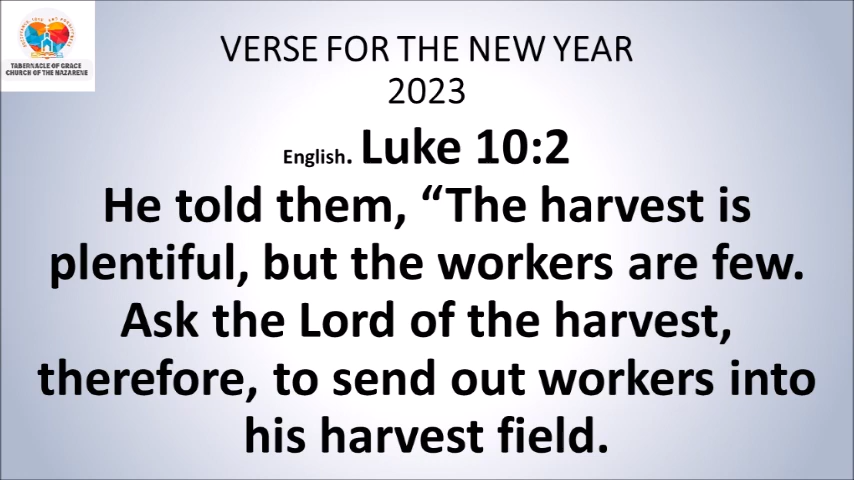 TABERNACLE OF GRACE
CHURCH OF THE NAZARENE
VERSE FOR THE NEW YEAR
2023
English. Luke 10:2
He told them, “The harvest is
plentiful, but the workers are few.
Ask the Lord of the harvest,
therefore, to send out workers into
his harvest field.